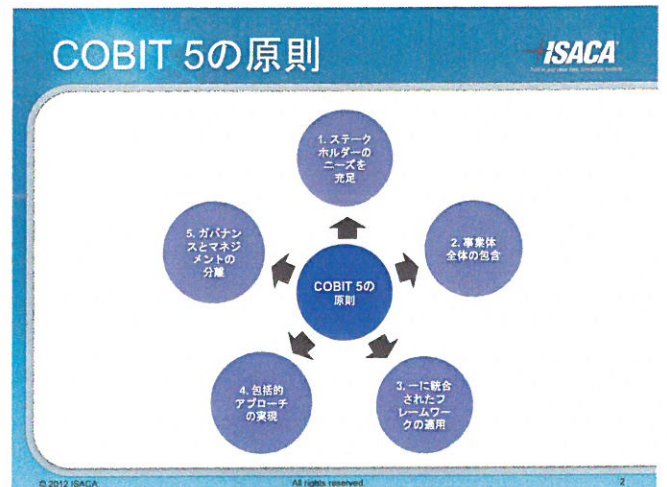 COBIT 5の原則
ISACA
1. ステーク
ホルダーの
ニーズを
充足
2. 事業体
全体の包含
3. 一に統合
されたフ
レームワー
クの適用
4. 包括的
アプローチ
の実現
5. ガバナン
スとマネジ
メントの
分離
COBIT 5の
原則
© 2012 ISACA
All rights reserved.
2